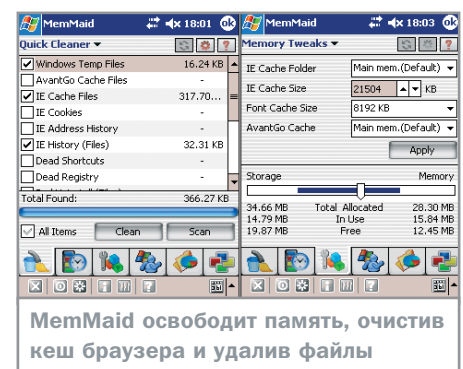 MemMaid 18:01 ok
Quick Cleaner
Windows Temp Files 16.24 KB
AvantGo Cache Files -
IE Cache Files 317.70...
IE Cookies -
IE Address History -
IE History (Files) 32.31 KB
Dead Shortcuts -
Dead Registry -
Total Found: 366.27 KB
All Items Clean Scan
MemMaid 18:03 ok
Memory Tweaks
IE Cache Folder Main mem.(Default)
IE Cache Size 21504 KB
Font Cache Size 8192 KB
AvantGo Cache Main mem.(Default)
Apply
Storage Memory
34.66 MB Total Allocated 28.30 MB
14.79 MB In Use 15.84 MB
19.87 MB Free 12.45 MB
MemMaid освободит память, очистив
кеш браузера и удалив файлы